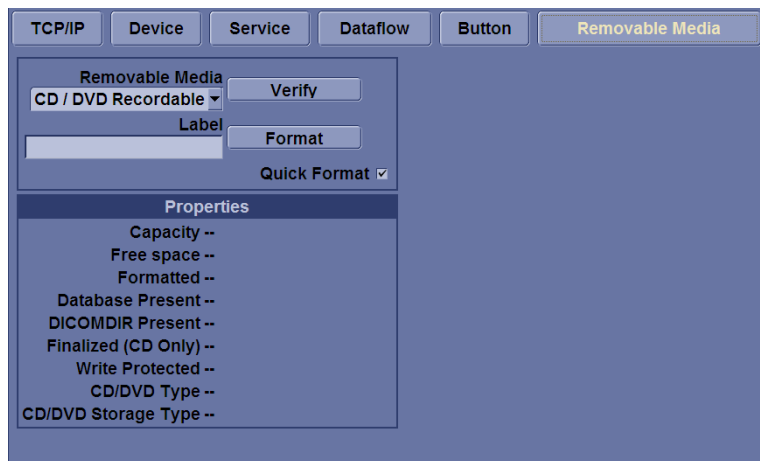 TCP/IP Device Service Dataflow Button Removable Media
Removable Media
CD / DVD Recordable Verify
Label
Format
Quick Format
Properties
Capacity --
Free space --
Formatted --
Database Present --
DICOMDIR Present --
Finalized (CD Only) --
Write Protected --
CD/DVD Type --
CD/DVD Storage Type --